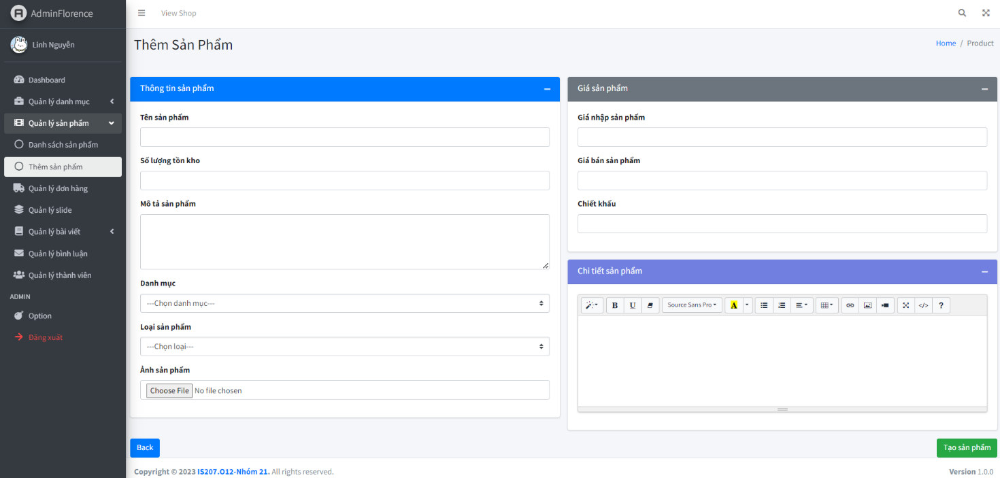 AdminFlorence
Linh Nguyễn
Dashboard
Quản lý danh mục
Quản lý sản phẩm
Danh sách sản phẩm
Thêm sản phẩm
Quản lý đơn hàng
Quản lý slide
Quản lý bài viết
Quản lý bình luận
Quản lý thành viên
ADMIN
Option
Đăng xuất
View Shop
Thêm Sản Phẩm
Home / Product
Thông tin sản phẩm
Tên sản phẩm
Số lượng tồn kho
Mô tả sản phẩm
Danh mục
---Chọn danh mục---
Loại sản phẩm
---Chọn loại---
Ảnh sản phẩm
Choose File No file chosen
Giá sản phẩm
Giá nhập sản phẩm
Giá bán sản phẩm
Chiết khấu
Chi tiết sản phẩm
B U Source Sans Pro A </> ?
Back
Tạo sản phẩm
Copyright © 2023 IS207.O12-Nhóm 21. All rights reserved.
Version 1.0.0